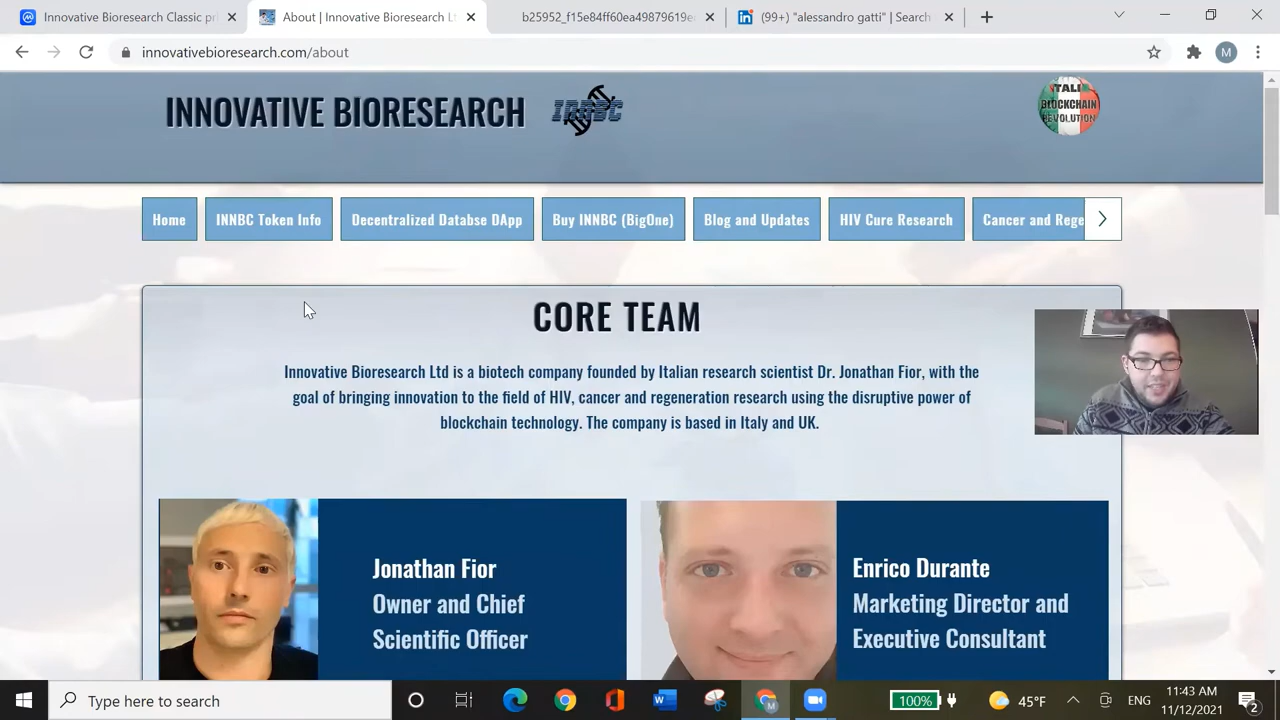 Innovative Bioresearch Classic pri
About | Innovative Bioresearch Lt
b25952_f15e84ff60ea49879619e
(99+) "alessandro gatti" | Search
innovativebioresearch.com/about
M
INNOVATIVE BIORESEARCH
INNBC
ITALIA
BLOCKCHAIN
REVOLUTION
Home
INNBC Token Info
Decentralized Databse DApp
Buy INNBC (BigOne)
Blog and Updates
HIV Cure Research
Cancer and Rege
CORE TEAM
Innovative Bioresearch Ltd is a biotech company founded by Italian research scientist Dr. Jonathan Fior, with the
goal of bringing innovation to the field of HIV, cancer and regeneration research using the disruptive power of
blockchain technology. The company is based in Italy and UK.
Jonathan Fior
Owner and Chief
Scientific Officer
Enrico Durante
Marketing Director and
Executive Consultant
Type here to search
100%
45°F
ENG
11:43 AM
11/12/2021
2